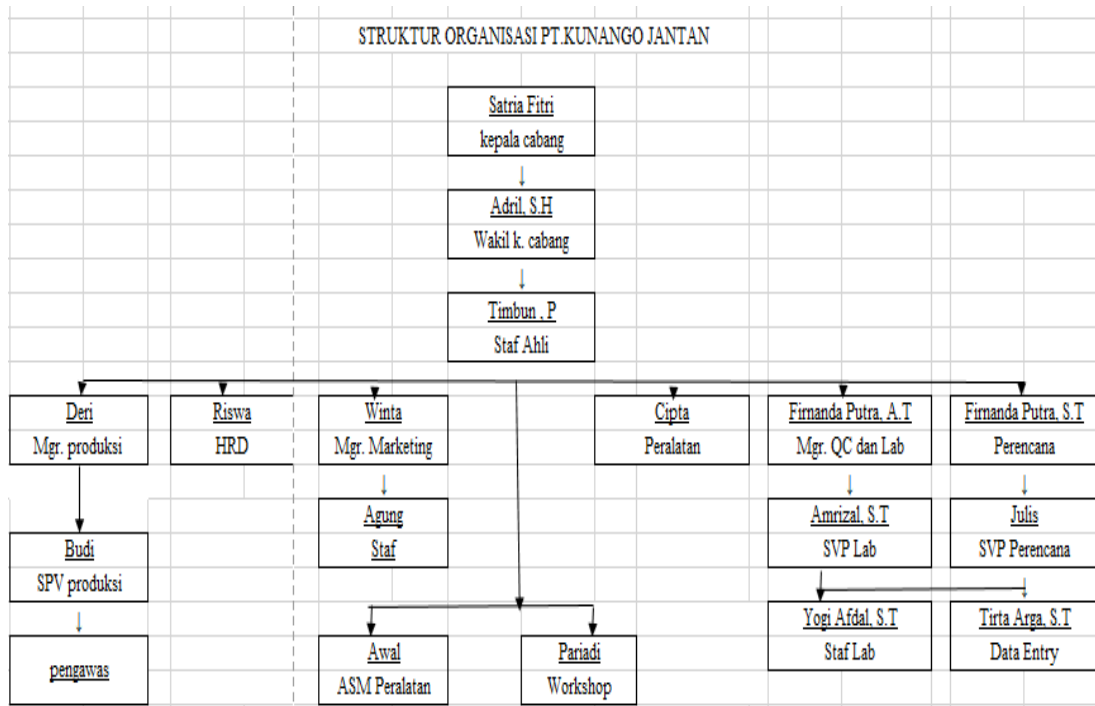 STRUKTUR ORGANISASI PT.KUNANGO JANTAN
Satria Fitri
kepala cabang
Adril, S.H
Wakil k. cabang
Timbun , P
Staf Ahli
Deri
Mgr. produksi
Riswa
HRD
Winta
Mgr. Marketing
Cipta
Peralatan
Firnanda Putra, A.T
Mgr. QC dan Lab
Firnanda Putra, S.T
Perencana
Agung
Staf
Amrizal, S.T
SVP Lab
Julis
SVP Perencana
Budi
SPV produksi
Yogi Afdal, S.T
Staf Lab
Tirta Arga, S.T
Data Entry
pengawas
Awal
ASM Peralatan
Pariadi
Workshop